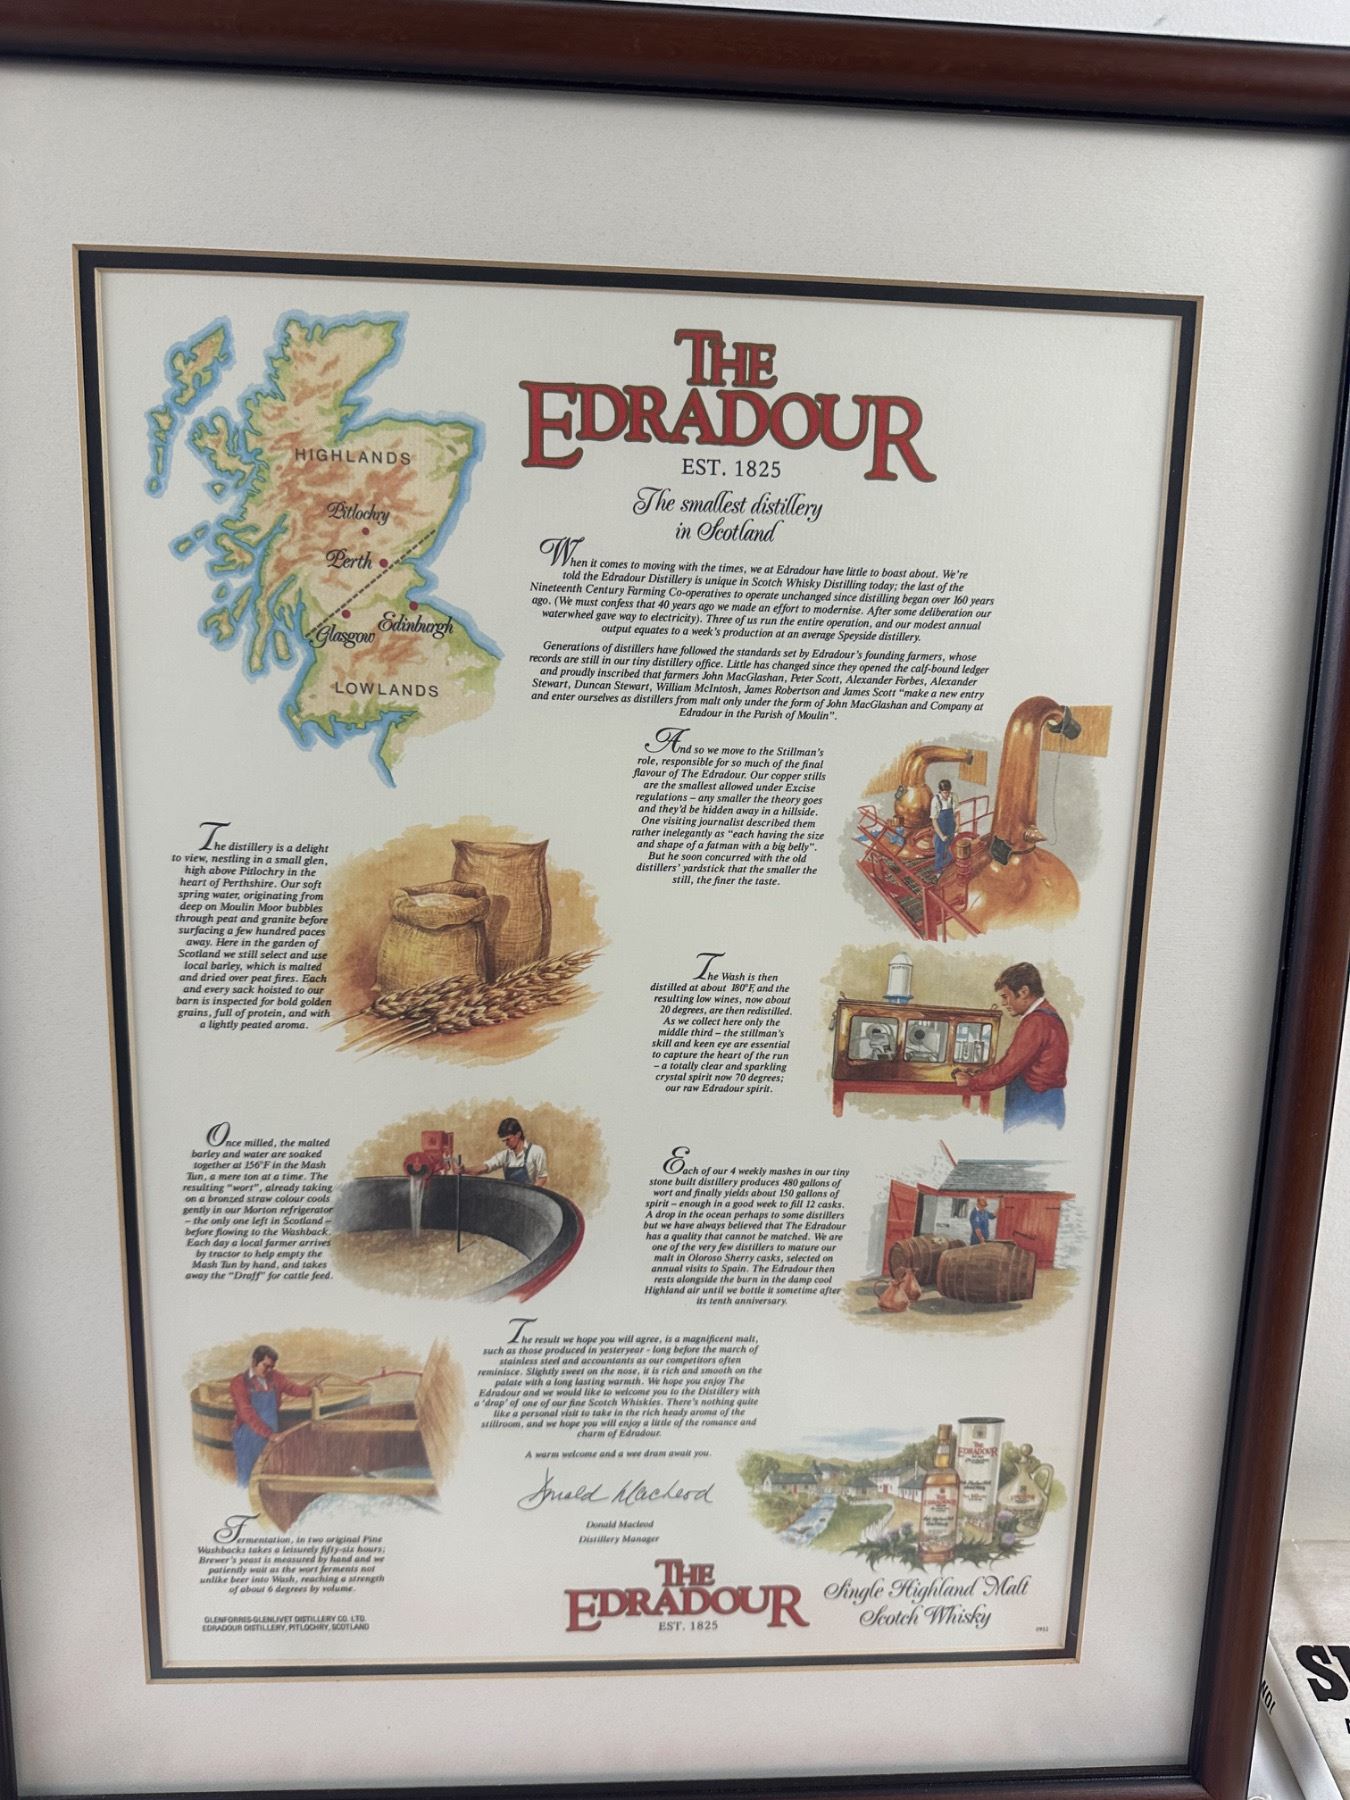 HIGHLANDS
Pitlochry
Perth
Glasgow
Edinburgh
LOWLANDS
THE
EDRADOUR
EST. 1825
The smallest distillery
in Scotland
When it comes to moving with the times, we at Edradour have little to boast about. We're
told the Edradour Distillery is unique in Scotch Whisky Distilling today; the last of the
Nineteenth Century Farming Co-operatives to operate unchanged since distilling began over 160 years
ago. (We must confess that 40 years ago we made an effort to modernise. After some deliberation our
waterwheel gave way to electricity). Three of us run the entire operation, and our modest annual
output equates to a week's production at an average Speyside distillery.
Generations of distillers have followed the standards set by Edradour's founding farmers, whose
records are still in our tiny distillery office. Little has changed since they opened the calf-bound ledger
and proudly inscribed that farmers John MacGlashan, Peter Scott, Alexander Forbes, Alexander
Stewart, Duncan Stewart, William McIntosh, James Robertson and James Scott "make a new entry
and enter ourselves as distillers from malt only under the form of John MacGlashan and Company at
Edradour in the Parish of Moulin".
And so we move to the Stillman's
role, responsible for so much of the final
flavour of The Edradour. Our copper stills
are the smallest allowed under Excise
regulations – any smaller the theory goes
and they'd be hidden away in a hillside.
One visiting journalist described them
rather inelegantly as "each having the size
and shape of a fatman with a big belly".
But he soon concurred with the old
distillers' yardstick that the smaller the
still, the finer the taste.
The distillery is a delight
to view, nestling in a small glen,
high above Pitlochry in the
heart of Perthshire. Our soft
spring water, originating from
deep on Moulin Moor bubbles
through peat and granite before
surfacing a few hundred paces
away. Here in the garden of
Scotland we still select and use
local barley, which is malted
and dried over peat fires. Each
and every sack hoisted to our
barn is inspected for bold golden
grains, full of protein, and with
a lightly peated aroma.
The Wash is then
distilled at about 180°F, and the
resulting low wines, now about
20 degrees, are then redistilled.
As we collect here only the
middle third – the stillman's
skill and keen eye are essential
to capture the heart of the run
– a totally clear and sparkling
crystal spirit now 70 degrees;
our raw Edradour spirit.
Once milled, the malted
barley and water are soaked
together at 156°F in the Mash
Tun, a mere ton at a time. The
resulting "wort", already taking
on a bronzed straw colour cools
gently in our Morton refrigerator
– the only one left in Scotland –
before flowing to the Washback.
Each day a local farmer arrives
by tractor to help empty the
Mash Tun by hand, and takes
away the "Draff" for cattle feed.
Each of our 4 weekly mashes in our tiny
stone built distillery produces 480 gallons of
wort and finally yields about 150 gallons of
spirit – enough in a good week to fill 12 casks.
A drop in the ocean perhaps to some distillers
but we have always believed that The Edradour
has a quality that cannot be matched. We are
one of the very few distillers to mature our
malt in Oloroso Sherry casks, selected on
annual visits to Spain. The Edradour then
rests alongside the burn in the damp cool
Highland air until we bottle it sometime after
its tenth anniversary.
The result we hope you will agree, is a magnificent malt,
such as those produced in yesteryear - long before the march of
stainless steel and accountants as our competitors often
reminisce. Slightly sweet on the nose, it is rich and smooth on the
palate with a long lasting warmth. We hope you enjoy The
Edradour and we would like to welcome you to the Distillery with
a 'drap' of one of our fine Scotch Whiskies. There's nothing quite
like a personal visit to take in the rich heady aroma of the
stillroom, and we hope you will enjoy a little of the romance and
charm of Edradour.
A warm welcome and a wee dram await you.
Donald Macleod
Donald Macleod
Distillery Manager
Fermentation, in two original Pine
Washbacks takes a leisurely fifty-six hours;
Brewer's yeast is measured by hand and we
patiently wait as the wort ferments not
unlike beer into Wash, reaching a strength
of about 6 degrees by volume.
GLENFORRES-GLENLIVET DISTILLERY CO. LTD.
EDRADOUR DISTILLERY, PITLOCHRY, SCOTLAND
THE
EDRADOUR
EST. 1825
THE
EDRADOUR
Single Highland Malt
Scotch Whisky